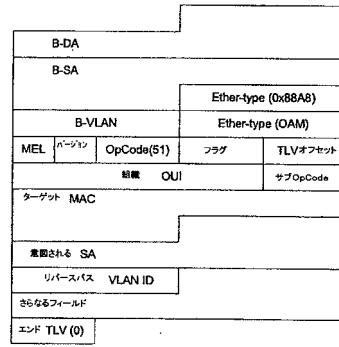 B-DA
B-SA
Ether-type (0x88A8)
B-VLAN Ether-type (OAM)
MEL バージョン OpCode(51) フラグ TLVオフセット
組織 OUI サブOpCode
ターゲット MAC
意図される SA
リバースパス VLAN ID
さらなるフィールド
エンド TLV (0)